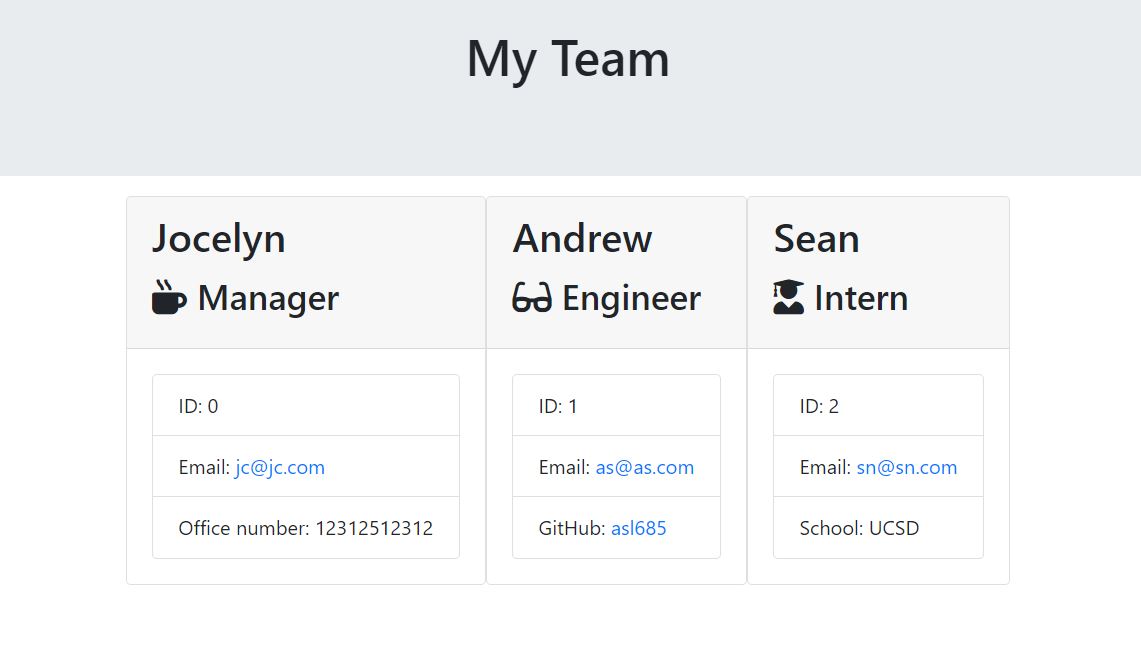 My Team
Jocelyn
Manager
ID: 0
Email: jc@jc.com
Office number: 12312512312
Andrew
Engineer
ID: 1
Email: as@as.com
GitHub: asl685
Sean
Intern
ID: 2
Email: sn@sn.com
School: UCSD